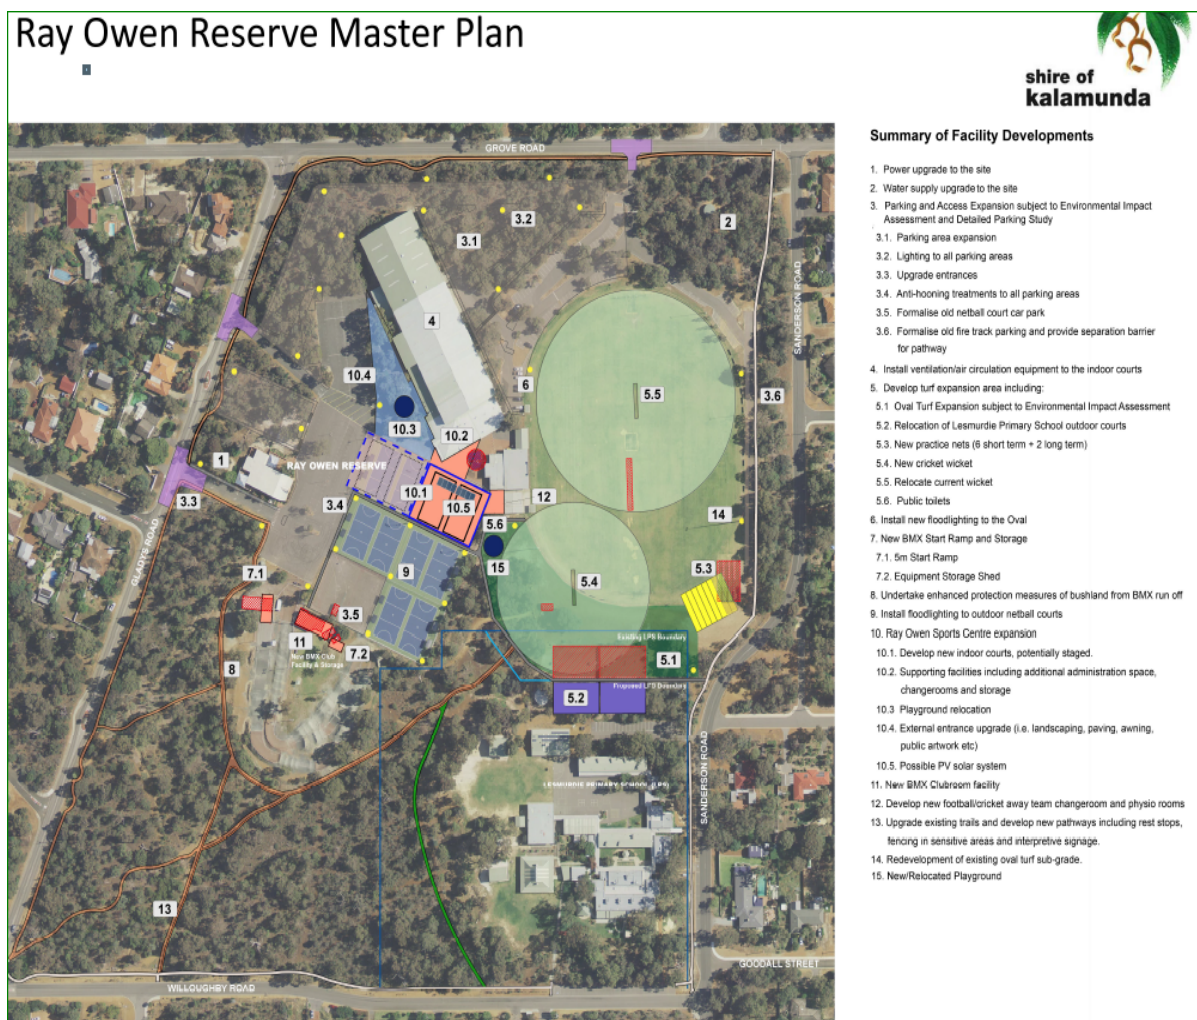 Ray Owen Reserve Master Plan
shire of
kalamunda
Summary of Facility Developments
1. Power upgrade to the site
2. Water supply upgrade to the site
3. Parking and Access Expansion subject to Environmental Impact
Assessment and Detailed Parking Study
3.1. Parking area expansion
3.2. Lighting to all parking areas
3.3. Upgrade entrances
3.4. Anti-hooning treatments to all parking areas
3.5. Formalise old netball court car park
3.6. Formalise old fire track parking and provide separation barrier
for pathway
4. Install ventilation/air circulation equipment to the indoor courts
5. Develop turf expansion area including:
5.1 Oval Turf Expansion subject to Environmental Impact Assessment
5.2. Relocation of Lesmurdie Primary School outdoor courts
5.3. New practice nets (6 short term + 2 long term)
5.4. New cricket wicket
5.5. Relocate current wicket
5.6. Public toilets
6. Install new floodlighting to the Oval
7. New BMX Start Ramp and Storage
7.1. 5m Start Ramp
7.2. Equipment Storage Shed
8. Undertake enhanced protection measures of bushland from BMX run off
9. Install floodlighting to outdoor netball courts
10. Ray Owen Sports Centre expansion
10.1. Develop new indoor courts, potentially staged.
10.2. Supporting facilities including additional administration space,
changerooms and storage
10.3 Playground relocation
10.4. External entrance upgrade (i.e. landscaping, paving, awning,
public artwork etc)
10.5. Possible PV solar system
11. New BMX Clubroom facility
12. Develop new football/cricket away team changeroom and physio rooms
13. Upgrade existing trails and develop new pathways including rest stops,
fencing in sensitive areas and interpretive signage.
14. Redevelopment of existing oval turf sub-grade.
15. New/Relocated Playground
GROVE ROAD
3.2
2
3.1
SANDERSON ROAD
4
10.4
6
5.5
3.6
10.3
10.2
1
RAY OWEN RESERVE
3.3
10.1
10.5
12
3.4
5.6
14
GLADYS ROAD
15
5.3
7.1
9
5.4
3.5
11
7.2
New BMX Club
Facility & Storage
Existing LPS Boundary
5.1
8
Proposed LPS Boundary
5.2
SANDERSON ROAD
LESMURDIE PRIMARY SCHOOL (LPS)
13
GOODALL STREET
WILLOUGHBY ROAD